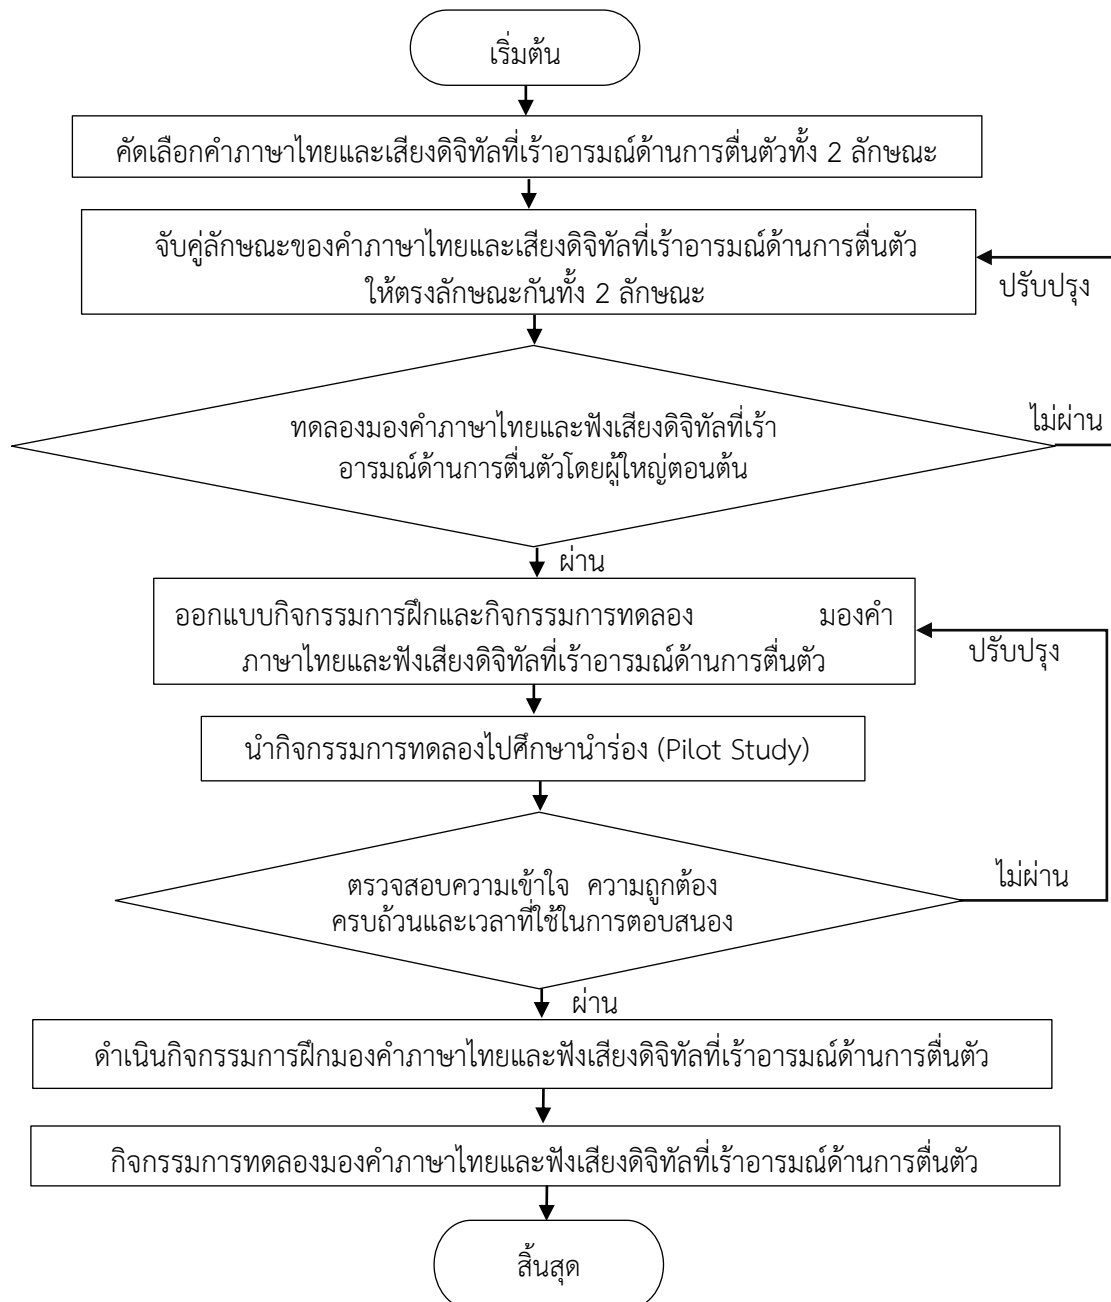 เริ่มต้น
คัดเลือกคำภาษาไทยและเสียงดิจิทัลที่เร้าอารมณ์ด้านการตื่นตัวทั้ง 2 ลักษณะ
จับคู่ลักษณะของคำภาษาไทยและเสียงดิจิทัลที่เร้าอารมณ์ด้านการตื่นตัว
ให้ตรงลักษณะกันทั้ง 2 ลักษณะ
ปรับปรุง
ไม่ผ่าน
ทดลองมองคำภาษาไทยและฟังเสียงดิจิทัลที่เร้า
อารมณ์ด้านการตื่นตัวโดยผู้ใหญ่ตอนต้น
ผ่าน
ออกแบบกิจกรรมการฝึกและกิจกรรมการทดลอง มองคำ
ภาษาไทยและฟังเสียงดิจิทัลที่เร้าอารมณ์ด้านการตื่นตัว
ปรับปรุง
นำกิจกรรมการทดลองไปศึกษานำร่อง (Pilot Study)
ไม่ผ่าน
ตรวจสอบความเข้าใจ ความถูกต้อง
ครบถ้วนและเวลาที่ใช้ในการตอบสนอง
ผ่าน
ดำเนินกิจกรรมการฝึกมองคำภาษาไทยและฟังเสียงดิจิทัลที่เร้าอารมณ์ด้านการตื่นตัว
กิจกรรมการทดลองมองคำภาษาไทยและฟังเสียงดิจิทัลที่เร้าอารมณ์ด้านการตื่นตัว
สิ้นสุด